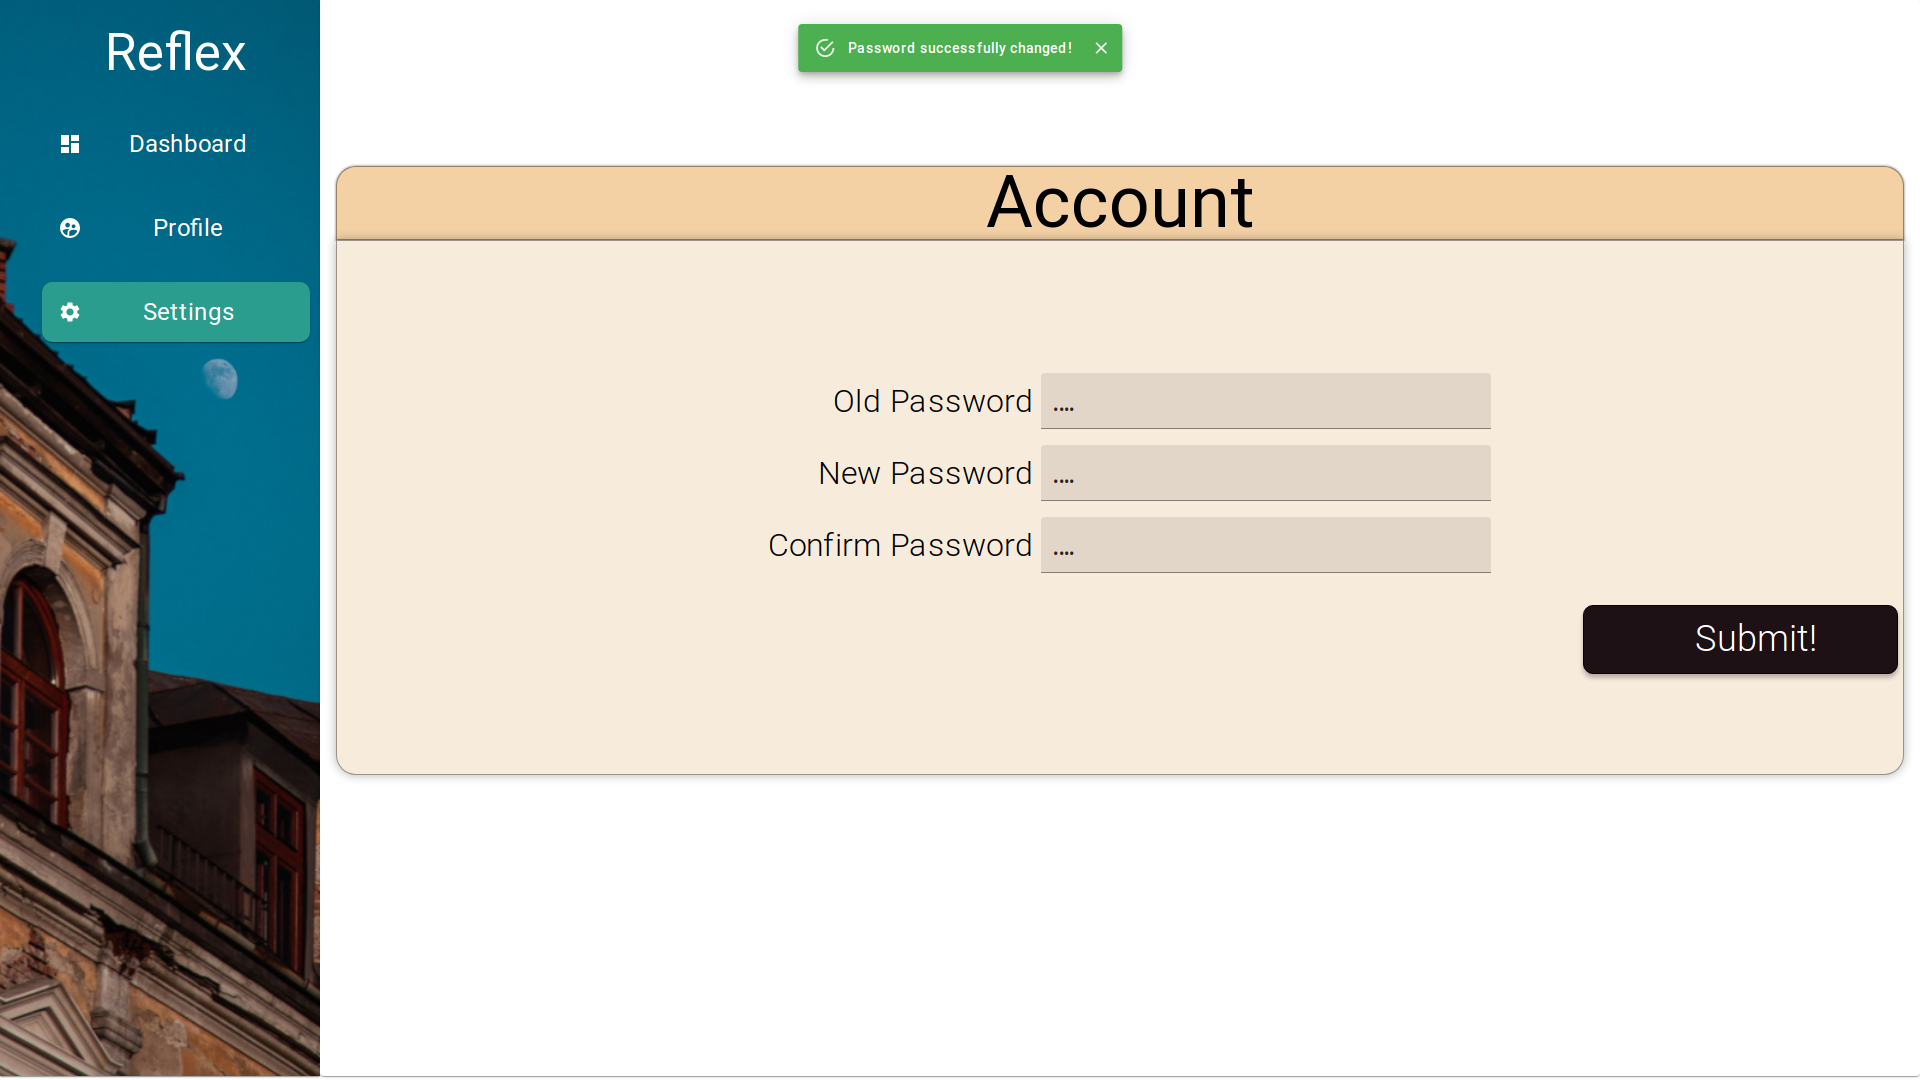 Reflex
Password successfully changed!
Dashboard
Profile
Settings
Account
Old Password ....
New Password ....
Confirm Password ....
Submit!